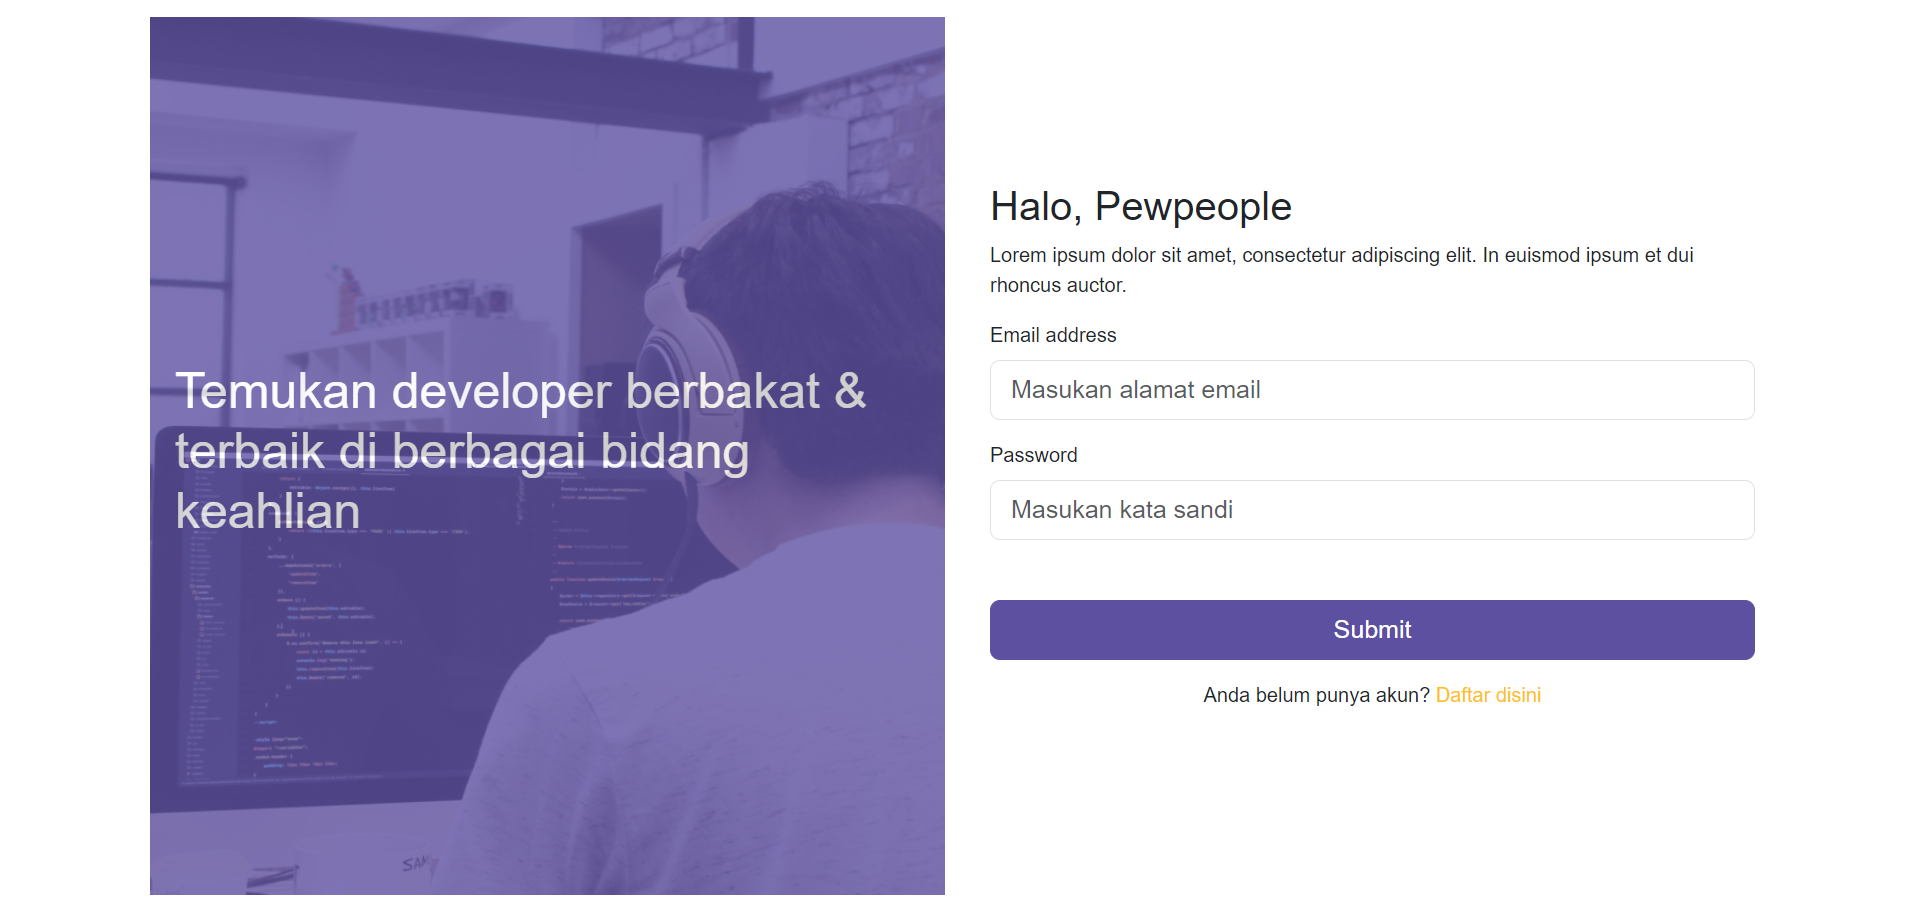 Temukan developer berbakat &
terbaik di berbagai bidang
keahlian
Halo, Pewpeople
Lorem ipsum dolor sit amet, consectetur adipiscing elit. In euismod ipsum et dui
rhoncus auctor.
Email address
Masukan alamat email
Password
Masukan kata sandi
Submit
Anda belum punya akun? Daftar disini